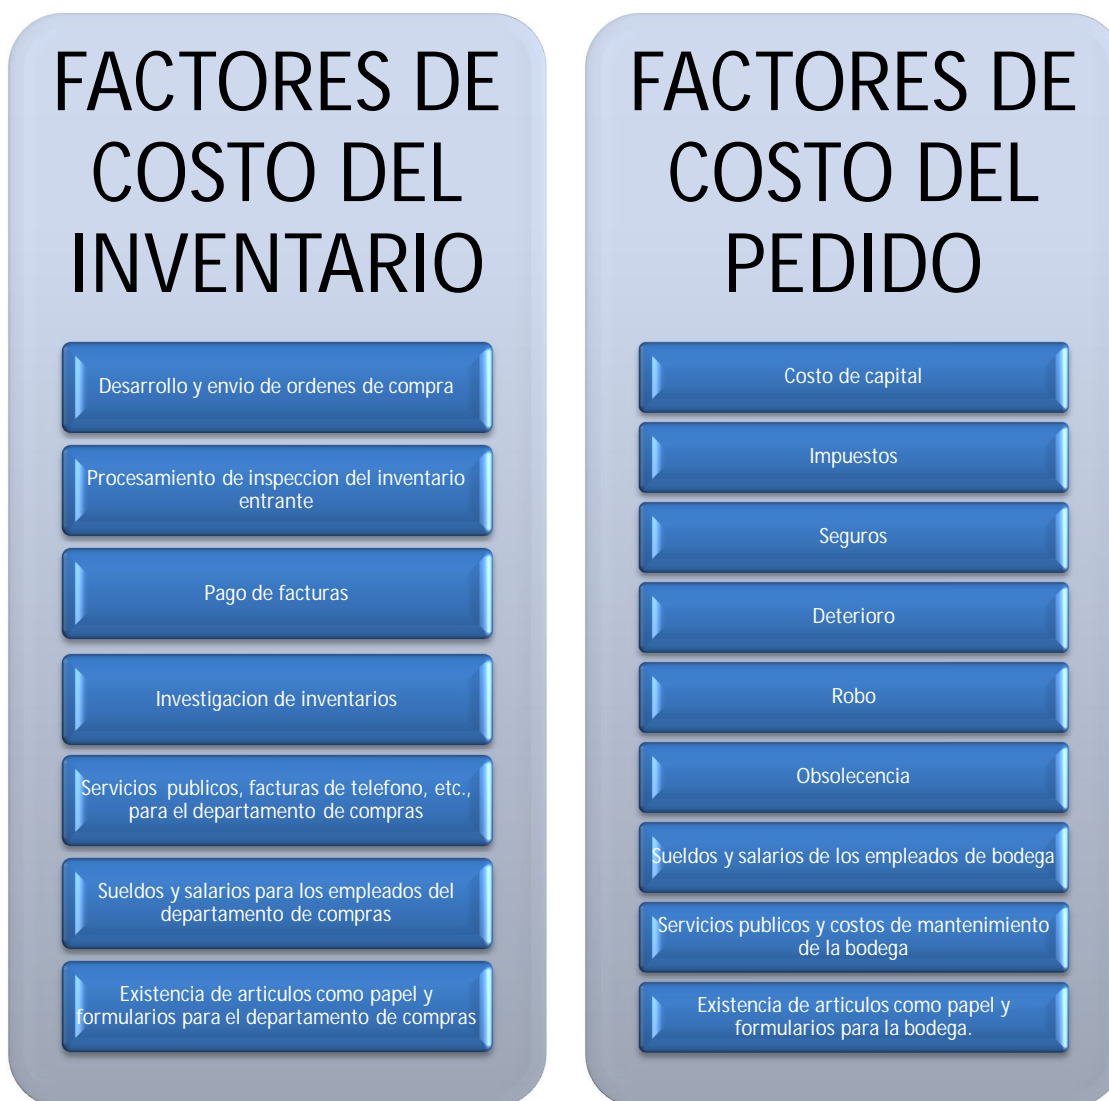 FACTORES DE
COSTO DEL
INVENTARIO
Desarrollo y envio de ordenes de compra
Procesamiento de inspeccion del inventario
entrante
Pago de facturas
Investigacion de inventarios
Servicios publicos, facturas de telefono, etc.,
para el departamento de compras
Sueldos y salarios para los empleados del
departamento de compras
Existencia de articulos como papel y
formularios para el departamento de compras
FACTORES DE
COSTO DEL
PEDIDO
Costo de capital
Impuestos
Seguros
Deterioro
Robo
Obsolecencia
Sueldos y salarios de los empleados de bodega
Servicios publicos y costos de mantenimiento
de la bodega
Existencia de articulos como papel y
formularios para la bodega.